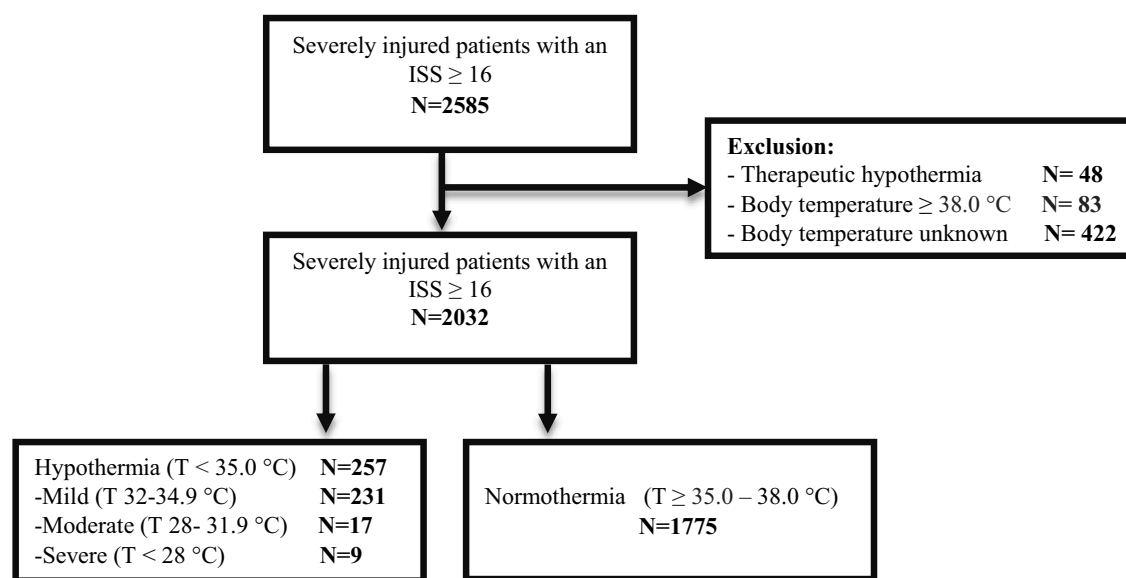 Severely injured patients with an
ISS ≥ 16
N=2585
Exclusion:
- Therapeutic hypothermia N= 48
- Body temperature ≥ 38.0 °C N= 83
- Body temperature unknown N= 422
Severely injured patients with an
ISS ≥ 16
N=2032
Hypothermia (T < 35.0 °C) N=257
-Mild (T 32-34.9 °C) N=231
-Moderate (T 28- 31.9 °C) N=17
-Severe (T < 28 °C) N=9
Normothermia (T ≥ 35.0 – 38.0 °C)
N=1775